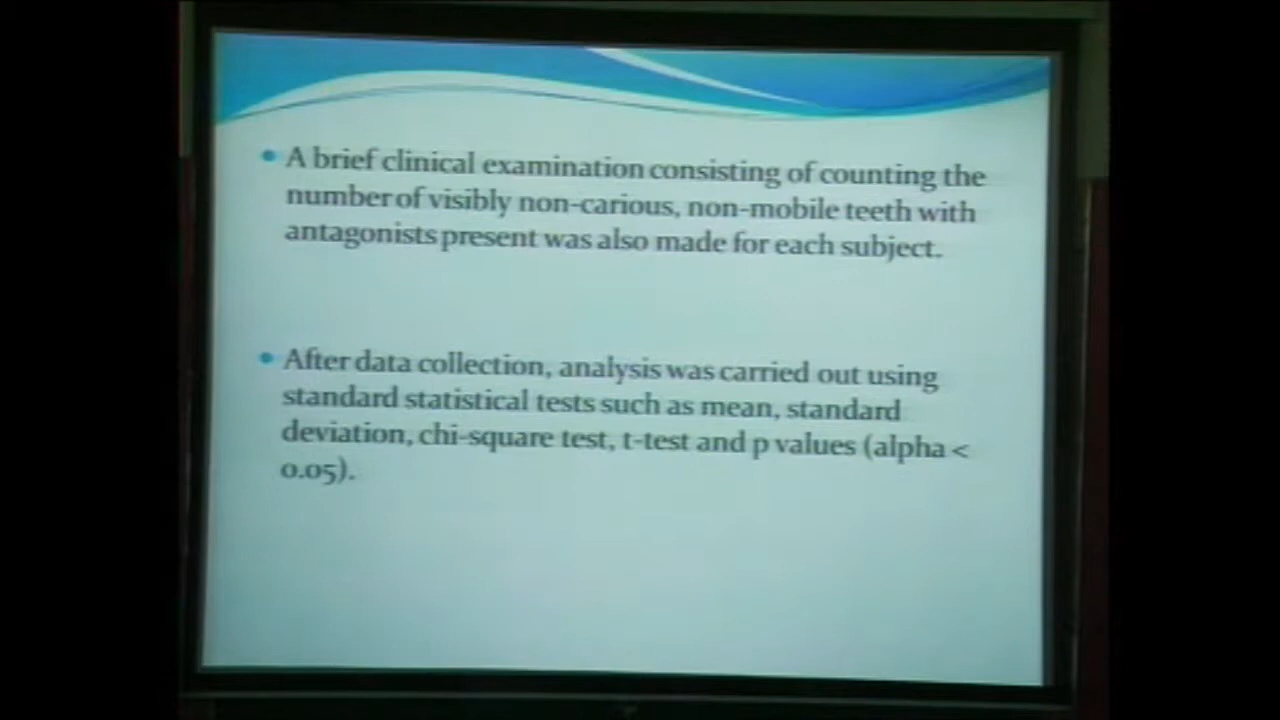 • A brief clinical examination consisting of counting the
number of visibly non-carious, non-mobile teeth with
antagonists present was also made for each subject.
• After data collection, analysis was carried out using
standard statistical tests such as mean, standard
deviation, chi-square test, t-test and p values (alpha <
0.05).